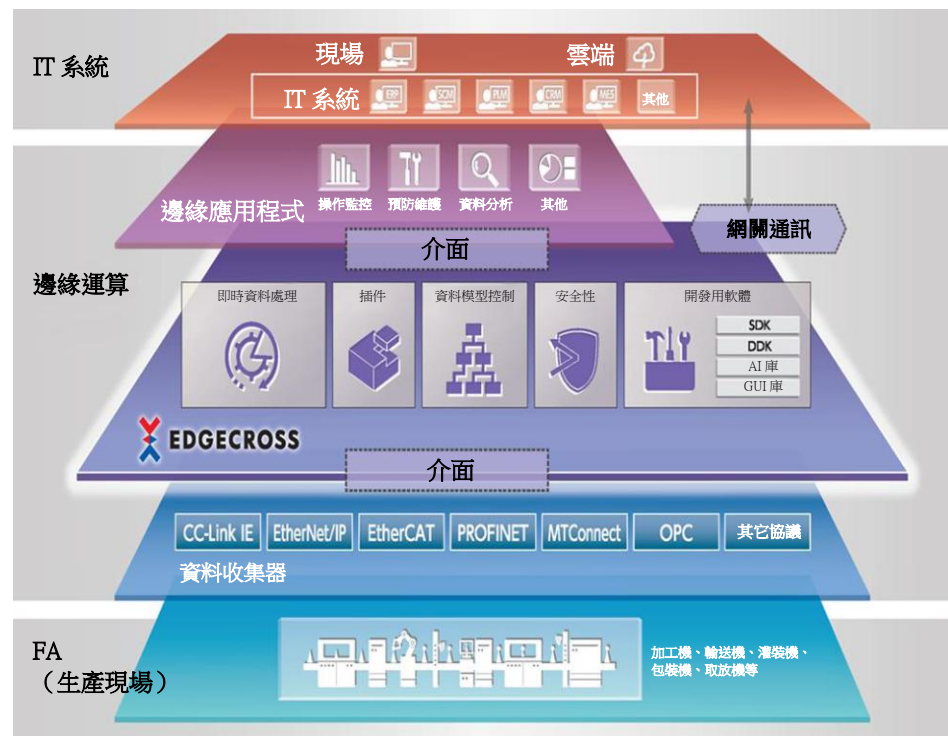 IT 系統
現場
雲端
IT 系統
ERP
SCM
PLM
CRM
MES
其他
邊緣應用程式
操作監控
預防維護
資料分析
其他
網關通訊
介面
邊緣運算
即時資料處理
插件
資料模型控制
安全性
開發用軟體
SDK
DDK
AI 庫
GUI 庫
EDGECROSS
介面
CC-Link IE
EtherNet/IP
EtherCAT
PROFINET
MTConnect
OPC
其它協議
資料收集器
FA
（生產現場）
加工機、輸送機、灌裝機、
包裝機、取放機等